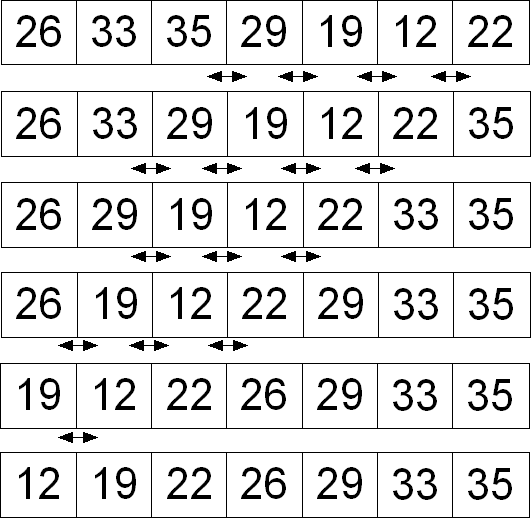 26 33 35 29 19 12 22
26 33 29 19 12 22 35
26 29 19 12 22 33 35
26 19 12 22 29 33 35
19 12 22 26 29 33 35
12 19 22 26 29 33 35